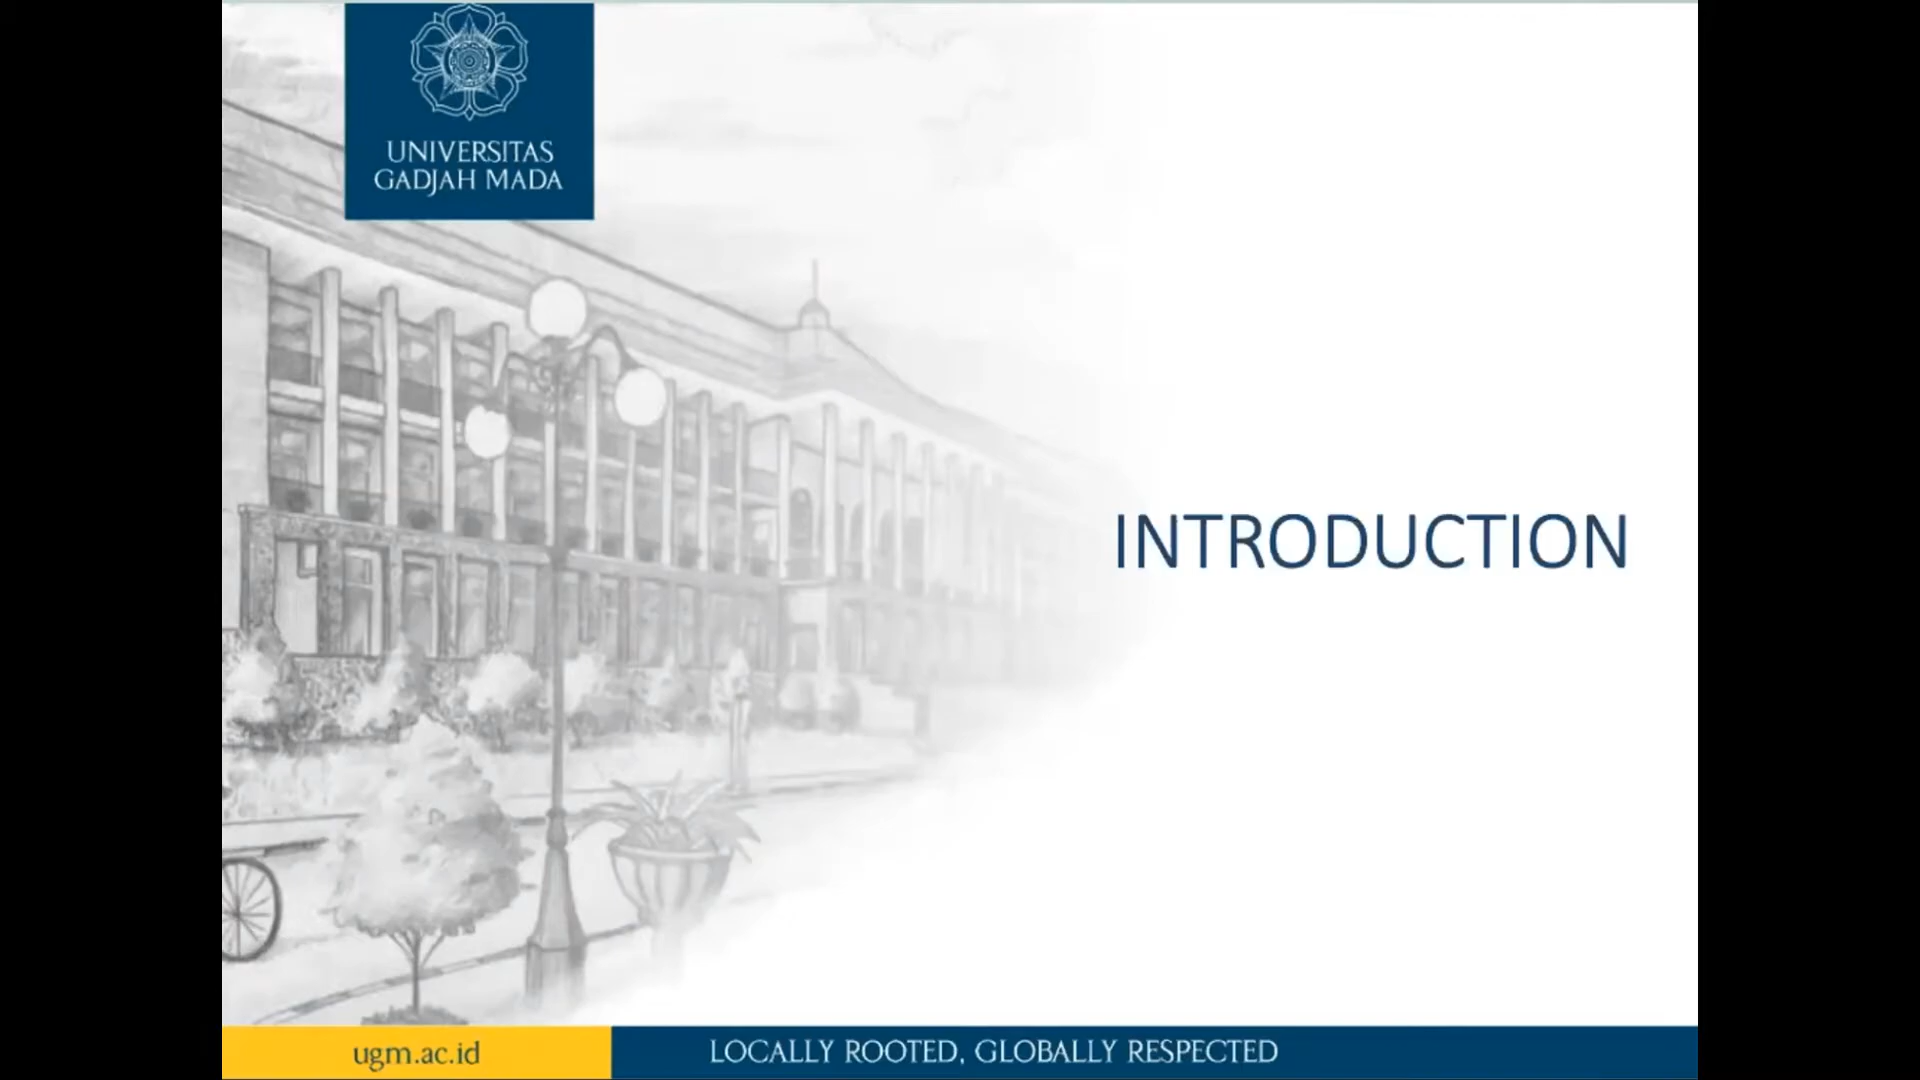 UNIVERSITAS
GADJAH MADA
INTRODUCTION
ugm.ac.id
LOCALLY ROOTED, GLOBALLY RESPECTED